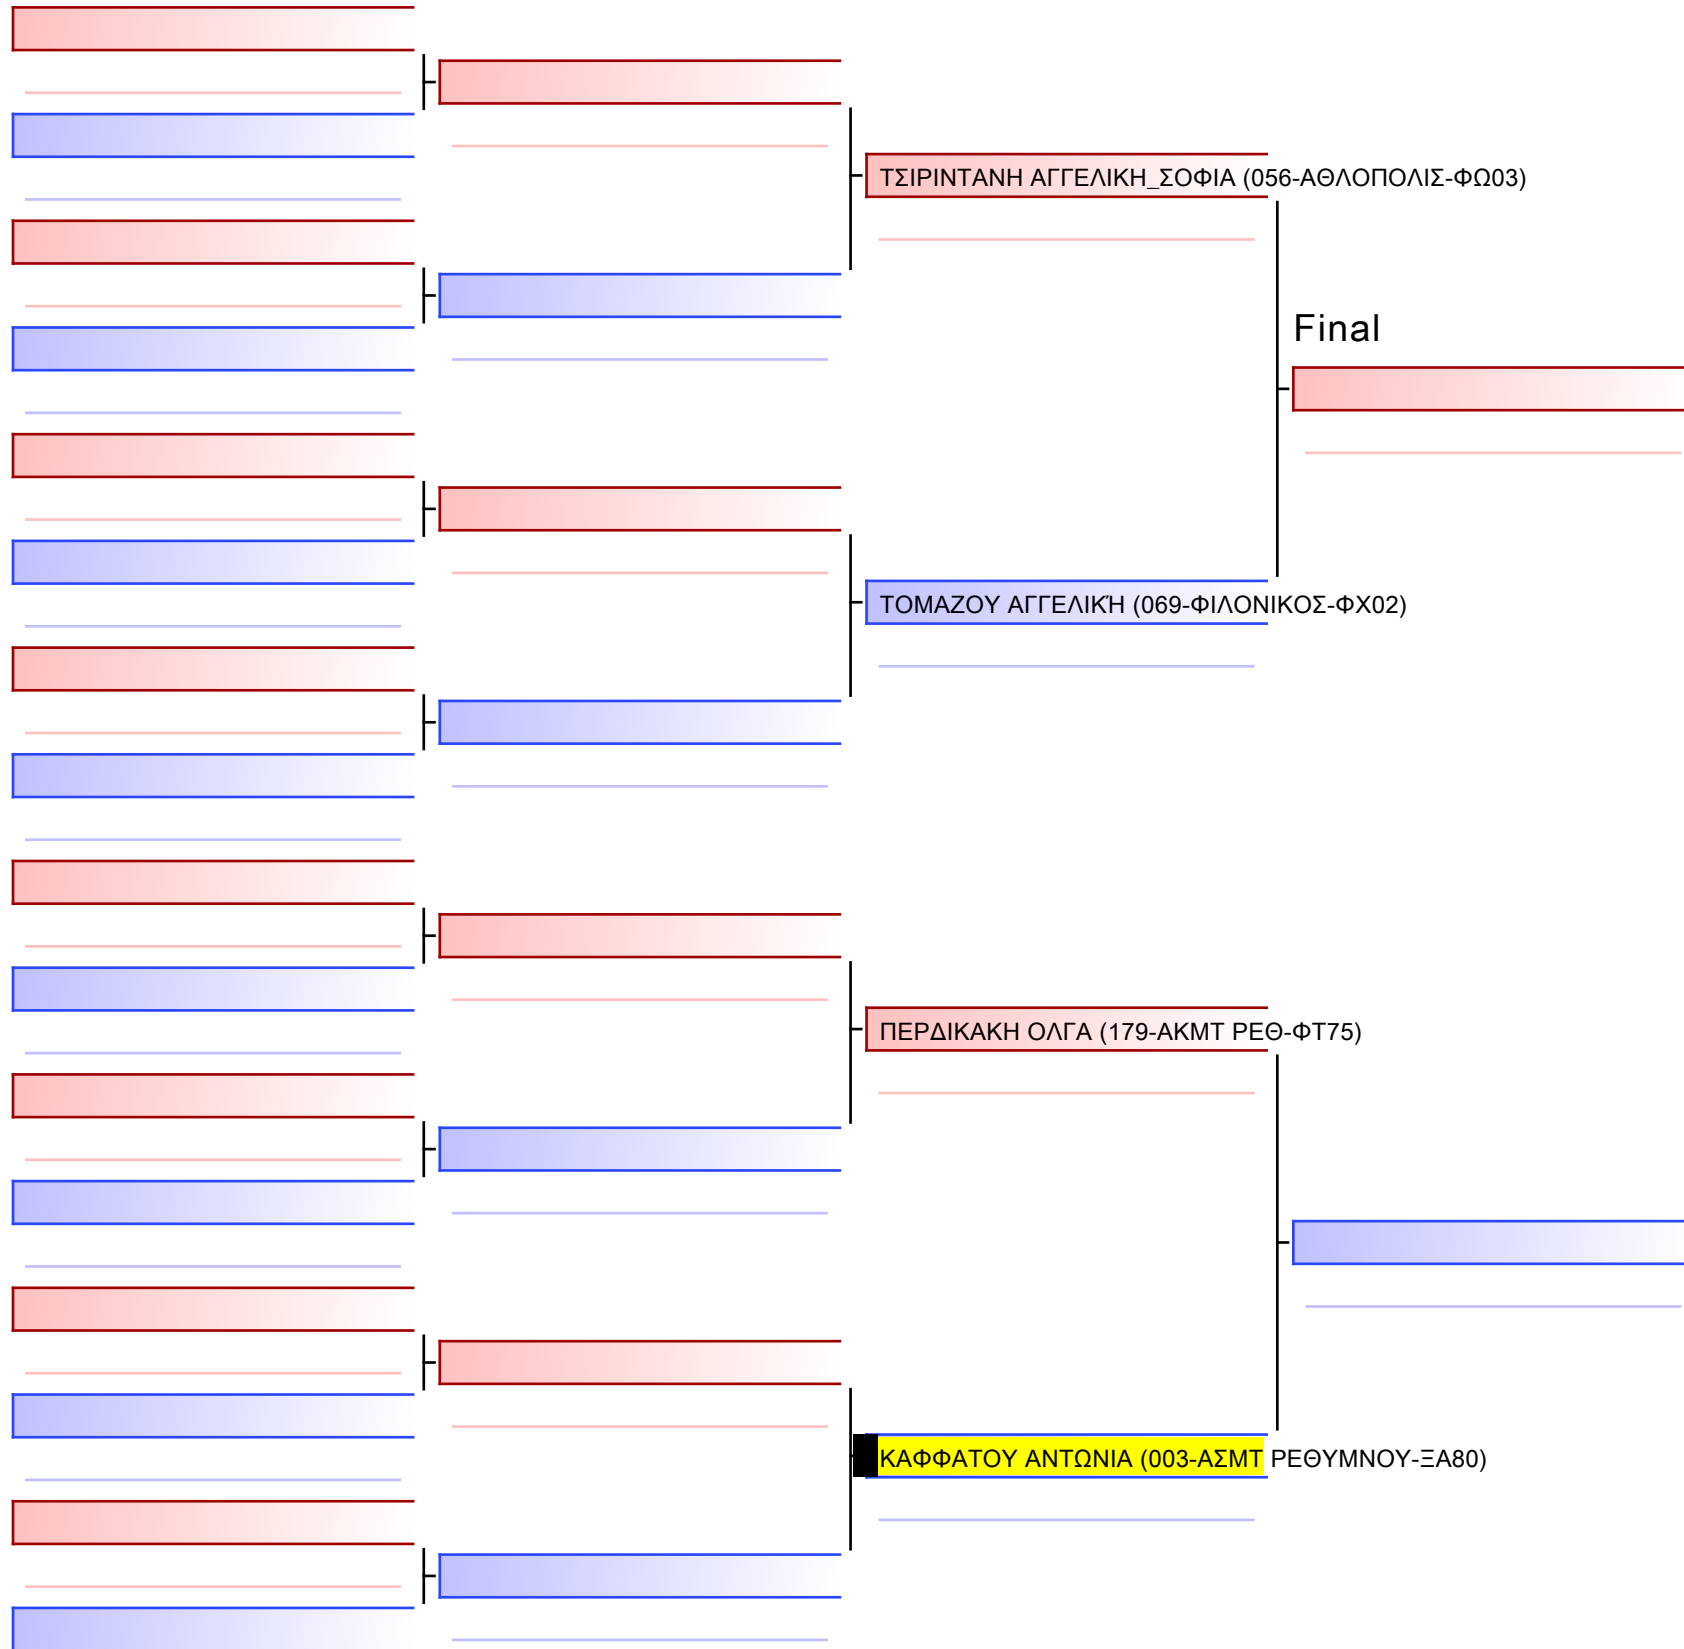 ΤΣΙΡΙΝΤΑΝΗ ΑΓΓΕΛΙΚΗ_ΣΟΦΙΑ (056-ΑΘΛΟΠΟΛΙΣ-ΦΩ03)
Final
ΤΟΜΑΖΟΥ ΑΓΓΕΛΙΚΉ (069-ΦΙΛΟΝΙΚΟΣ-ΦΧ02)
ΠΕΡΔΙΚΑΚΗ ΟΛΓΑ (179-ΑΚΜΤ ΡΕΘ-ΦΤ75)
ΚΑΦΦΑΤΟΥ ΑΝΤΩΝΙΑ (003-ΑΣΜΤ ΡΕΘΥΜΝΟΥ-ΞΑ80)